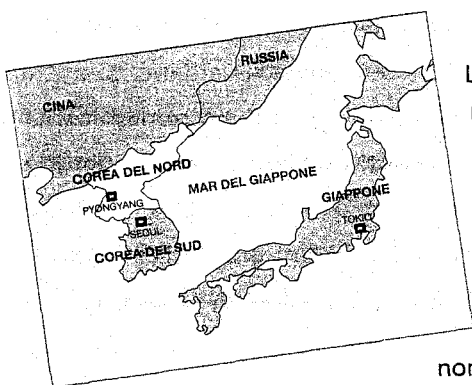 RUSSIA
CINA
COREA DEL NORD
MAR DEL GIAPPONE
PYONGYANG
GIAPPONE
TOKIO
SEOUL
COREA DEL SUD
L
nor